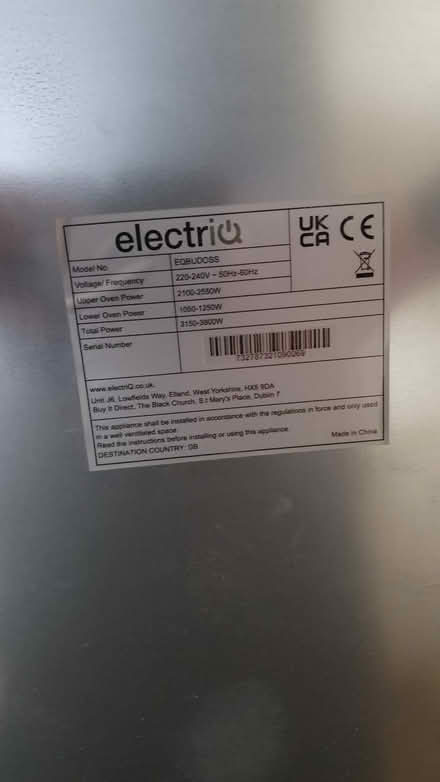 electriQ
UK
CA CE
Model No. EQBUDOSS
Voltage/ Frequency 220-240V ~ 50Hz-60Hz
Upper Oven Power 2100-2550W
Lower Oven Power 1050-1250W
Total Power 3150-3800W
Serial Number
732787321090269
www.electriQ.co.uk.
Unit J6, Lowfields Way, Elland, West Yorkshire, HX5 9DA
Buy It Direct, The Black Church, St Mary's Place, Dublin 7
This appliance shall be installed in accordance with the regulations in force and only used
in a well ventilated space.
Read the instructions before installing or using this appliance.
DESTINATION COUNTRY: GB
Made in China